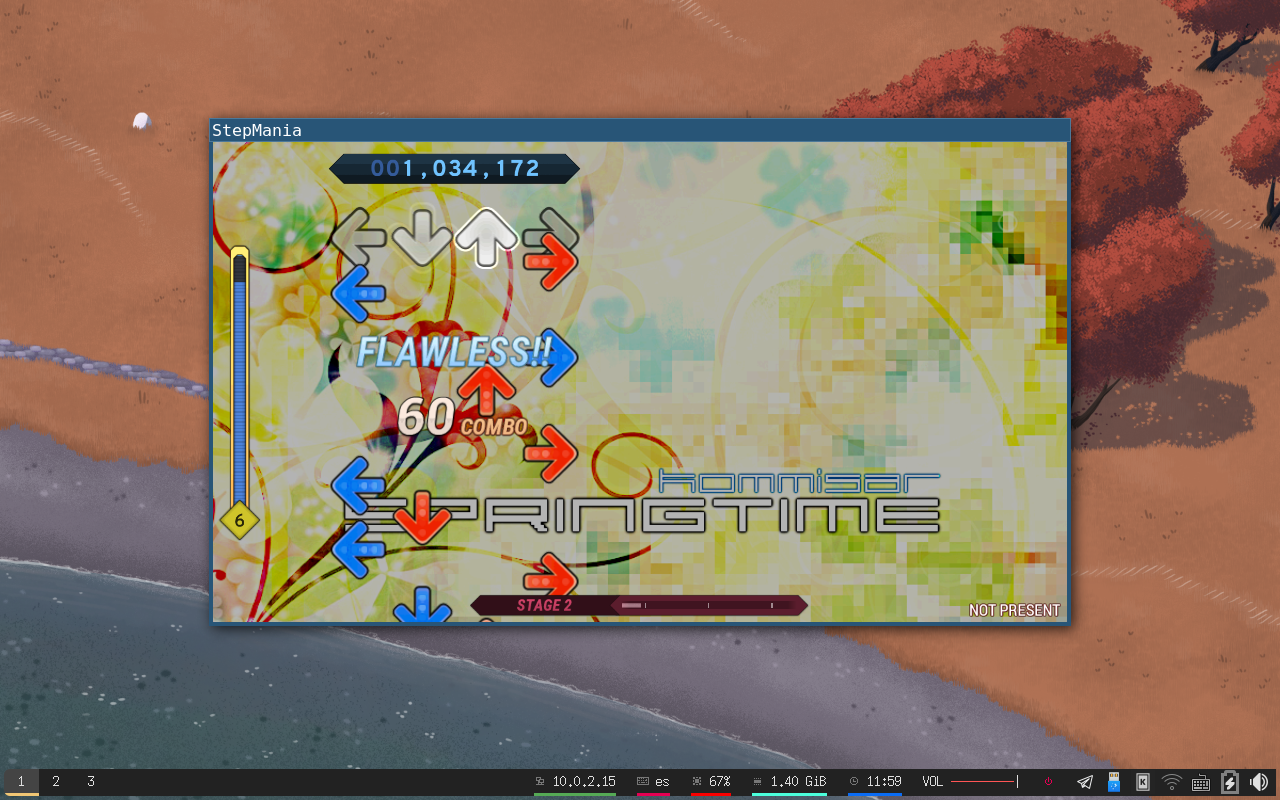 StepMania
001,034,172
FLAWLESS!!
60 COMBO
kommisar
SPRINGTIME
6
STAGE 2
NOT PRESENT
1 2 3 10.0.2.15 es 67% 1.40 GiB 11:59 VOL K